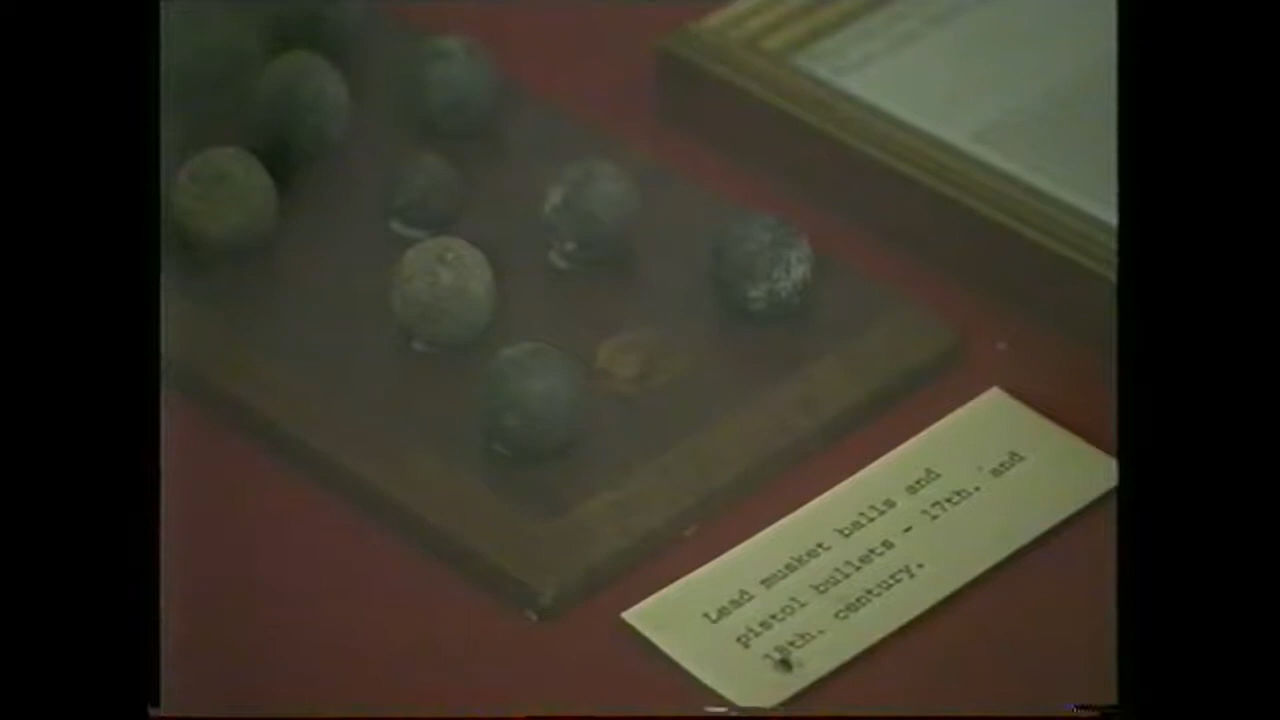 Lead musket balls and
pistol bullets - 17th. and
18th. century.